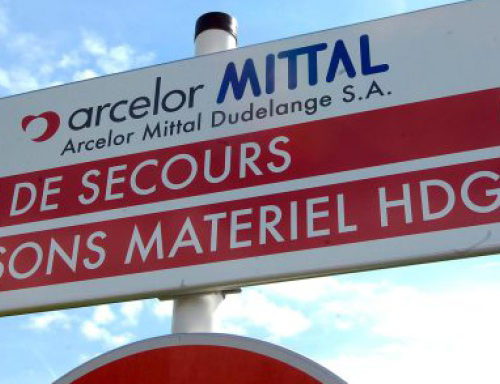 arcelor MITTAL
Arcelor Mittal Dudelange S.A.
DE SECOURS
SONS MATERIEL HDG